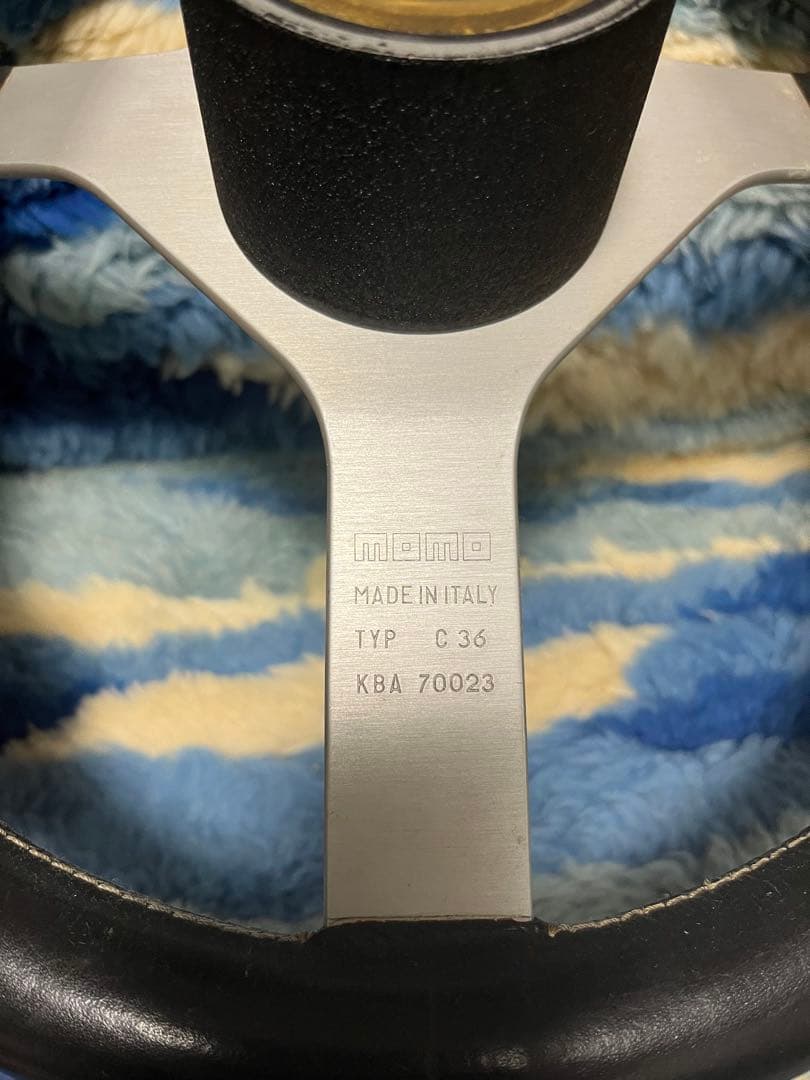 momo
MADE IN ITALY
TYP C 36
KBA 70023